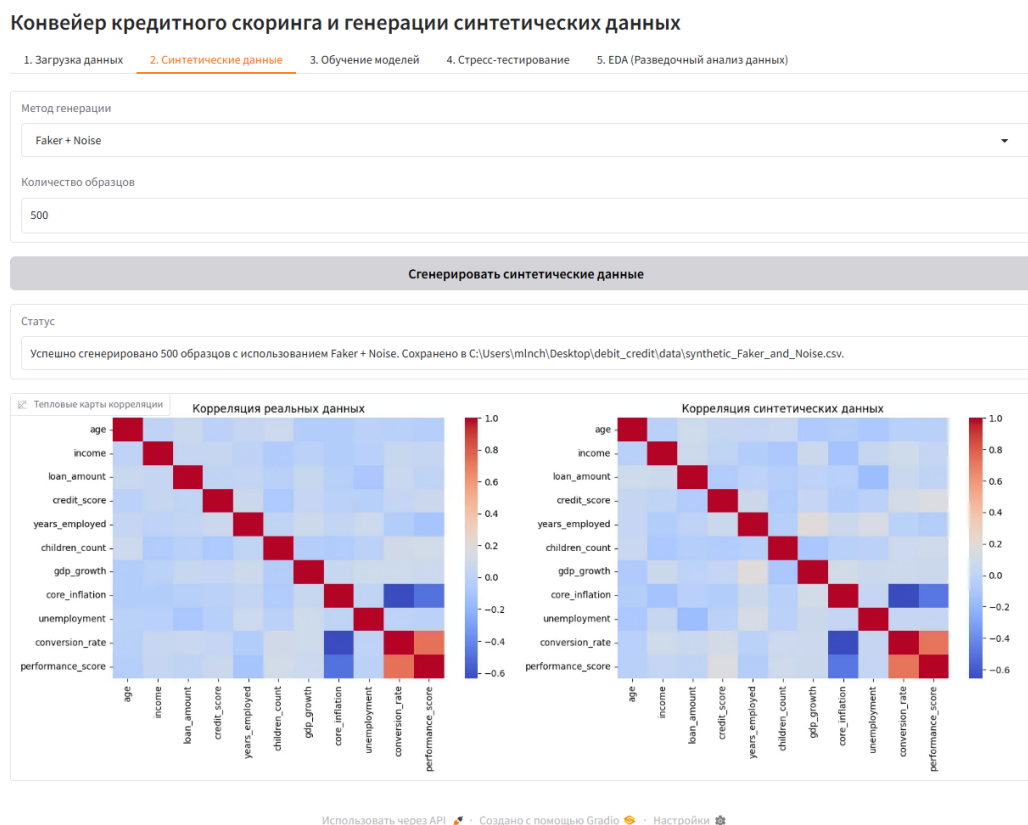 Конвейер кредитного скоринга и генерации синтетических данных
1. Загрузка данных 2. Синтетические данные 3. Обучение моделей 4. Стресс-тестирование 5. EDA (Разведочный анализ данных)
Метод генерации
Faker + Noise
Количество образцов
500
Сгенерировать синтетические данные
Статус
Успешно сгенерировано 500 образцов с использованием Faker + Noise. Сохранено в C:\Users\mlnch\Desktop\debit_credit\data\synthetic_Faker_and_Noise.csv.
Тепловые карты корреляции
Корреляция реальных данных
age
income
loan_amount
credit_score
years_employed
children_count
gdp_growth
core_inflation
unemployment
conversion_rate
performance_score
age
income
loan_amount
credit_score
years_employed
children_count
gdp_growth
core_inflation
unemployment
conversion_rate
performance_score
1.0
0.8
0.6
0.4
0.2
0.0
−0.2
−0.4
−0.6
Корреляция синтетических данных
age
income
loan_amount
credit_score
years_employed
children_count
gdp_growth
core_inflation
unemployment
conversion_rate
performance_score
age
income
loan_amount
credit_score
years_employed
children_count
gdp_growth
core_inflation
unemployment
conversion_rate
performance_score
1.0
0.8
0.6
0.4
0.2
0.0
−0.2
−0.4
−0.6
Использовать через API · Создано с помощью Gradio · Настройки